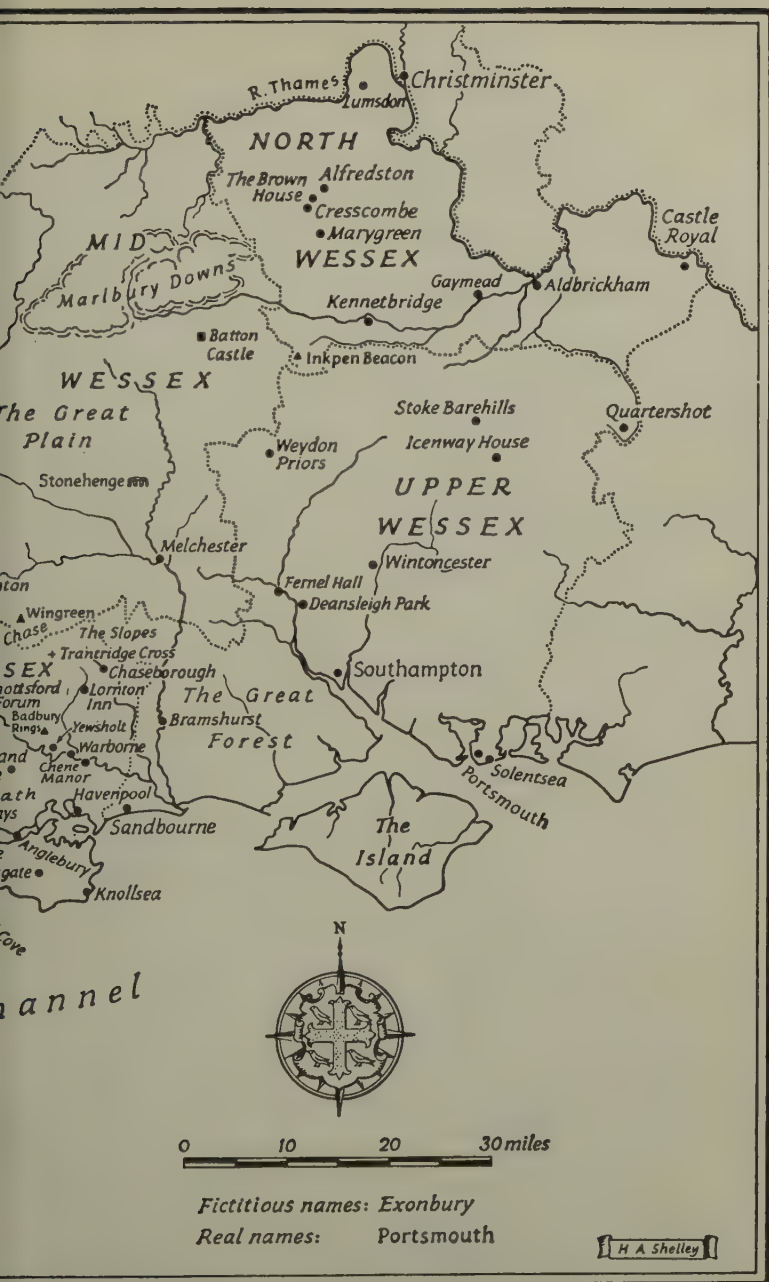 R. Thames
Christminster
Lumsdon
NORTH
The Brown
House
Alfredston
Cresscombe
Marygreen
WESSEX
Castle
Royal
MID
Marlbury Downs
Gaymead
Aldbrickham
Kennetbridge
Batton
Castle
Inkpen Beacon
WESSEX
The Great
Plain
Stoke Barehills
Quartershot
Icenway House
Weydon
Priors
Stonehenge
UPPER
WESSEX
Melchester
Wintoncester
Fernel Hall
Deansleigh Park
Wingreen
Chase
The Slopes
Trantridge Cross
Chaseborough
SEX
Southampton
Lornton
Inn
The Great
Forest
Badbury
Rings
Yewsholt
Bramshurst
Warborne
Chene
Manor
Havenpool
Sandbourne
Portsmouth
Solentsea
The
Island
Anglebury
gate
Knollsea
Cove
hannel
N
0 10 20 30 miles
Fictitious names: Exonbury
Real names: Portsmouth
H A Shelley